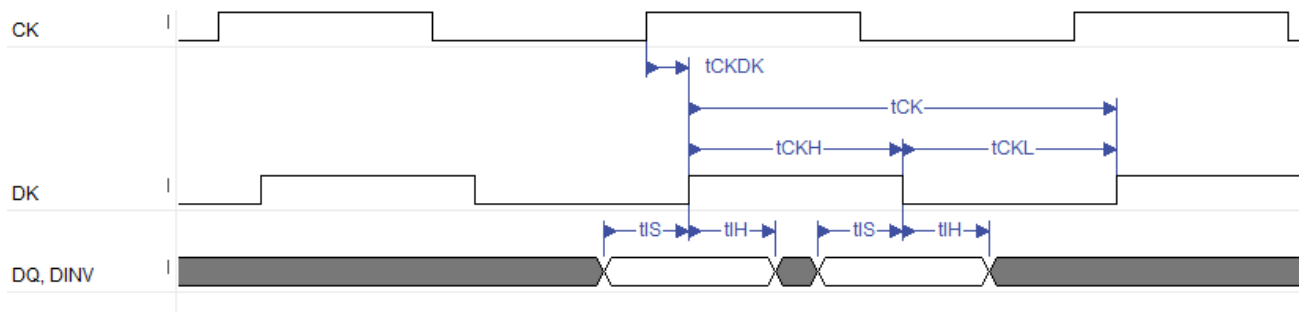 CK
tCKDK
tCK
tCKH tCKL
DK
tIS tIH tIS tIH
DQ, DINV